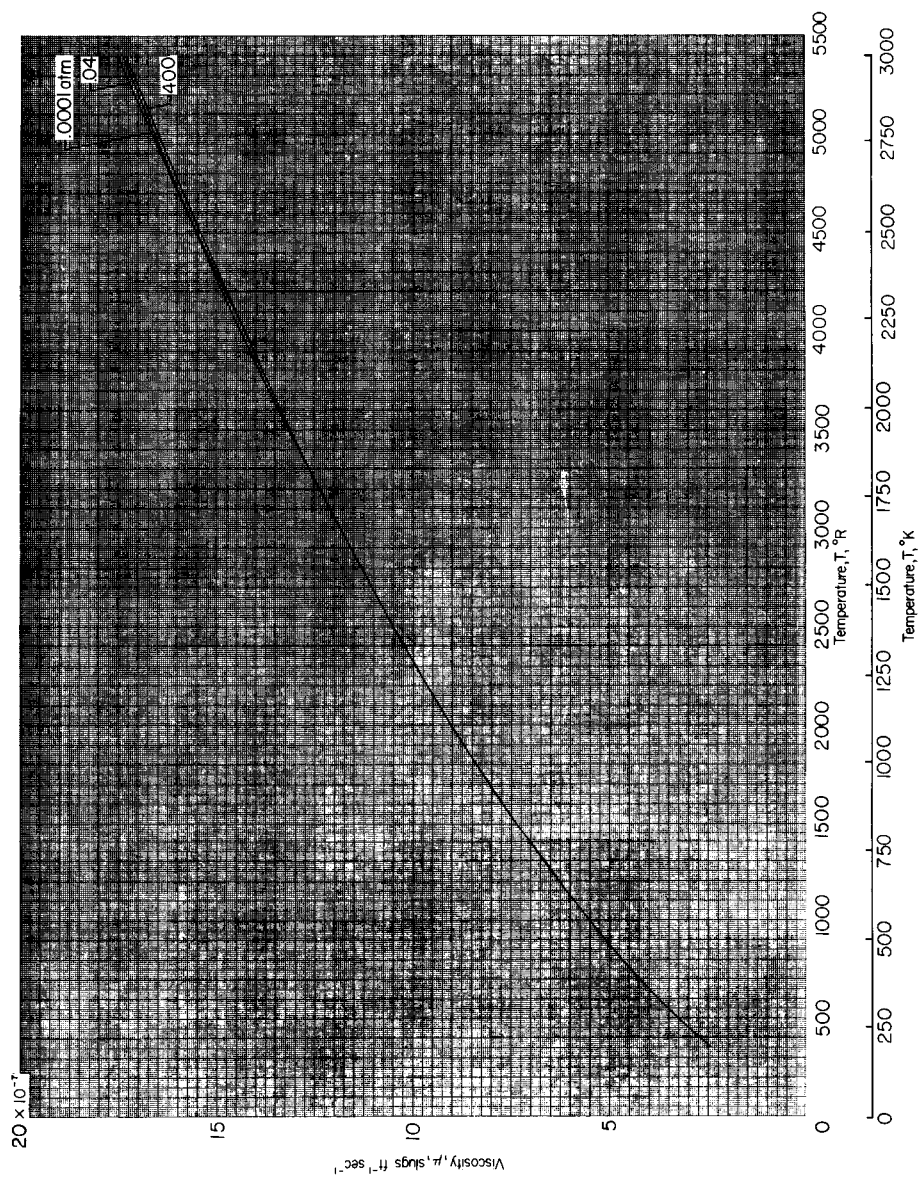 20 × 10⁻⁷
15
10
5
0
Viscosity, μ, slugs ft⁻¹ sec⁻¹
.0001 atm
.04
400
500 1000 1500 2000 2500 3000 3500 4000 4500 5000 5500
Temperature, T, °R
0 250 500 750 1000 1250 1500 1750 2000 2250 2500 2750 3000
Temperature, T, °K